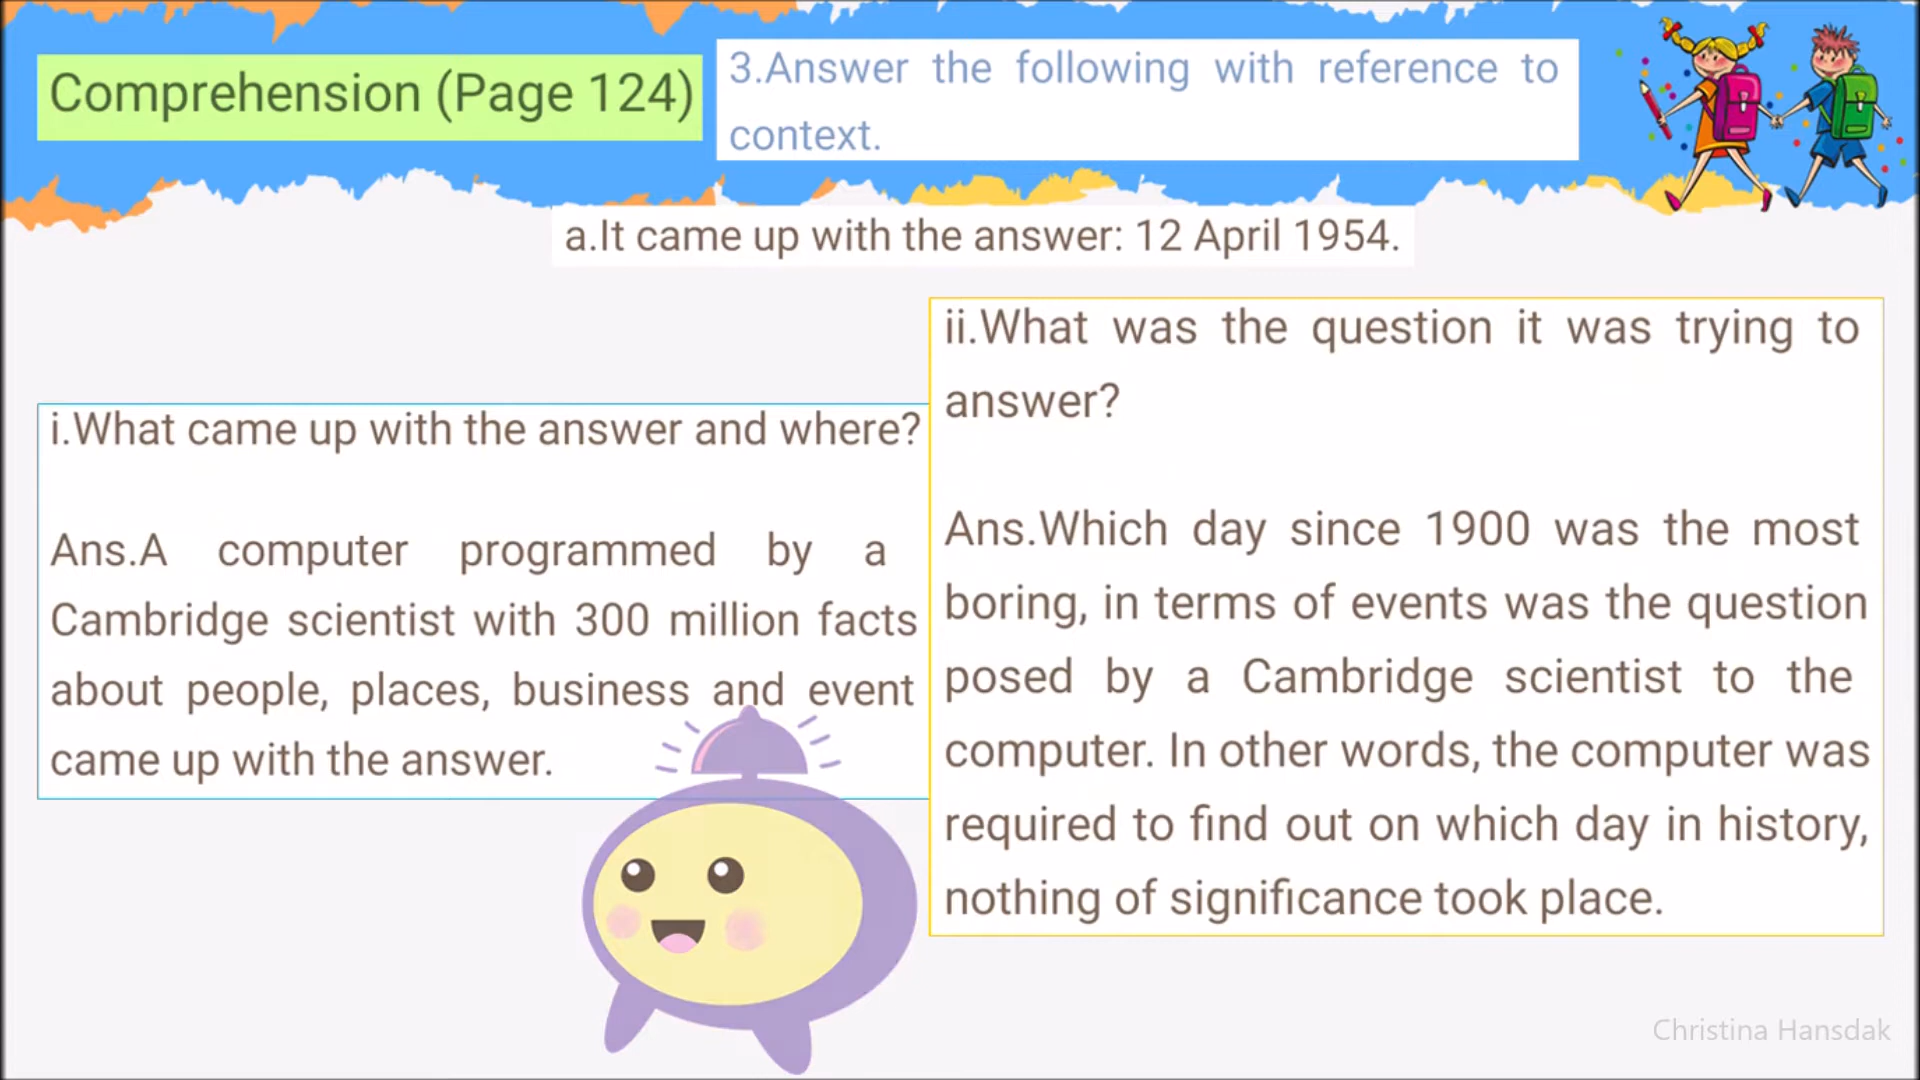 Comprehension (Page 124)
3.Answer the following with reference to
context.
a.It came up with the answer: 12 April 1954.
i.What came up with the answer and where?
Ans.A computer programmed by a
Cambridge scientist with 300 million facts
about people, places, business and event
came up with the answer.
ii.What was the question it was trying to
answer?
Ans.Which day since 1900 was the most
boring, in terms of events was the question
posed by a Cambridge scientist to the
computer. In other words, the computer was
required to find out on which day in history,
nothing of significance took place.
Christina Hansdak